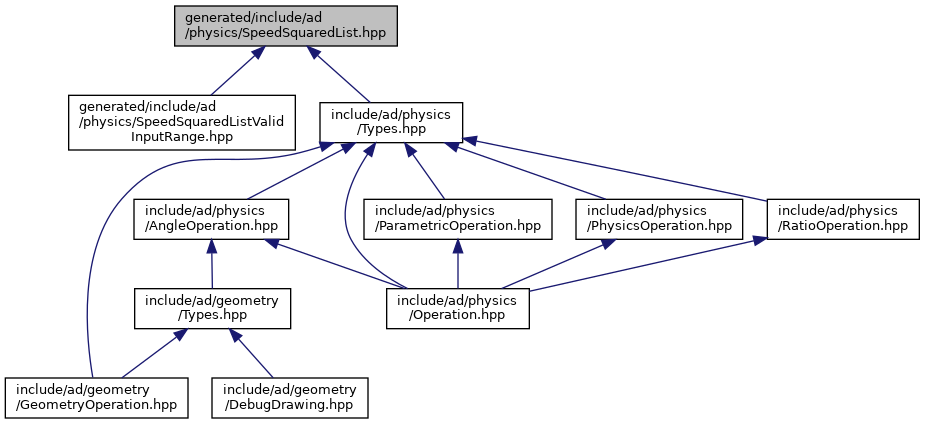 generated/include/ad
/physics/SpeedSquaredList.hpp
generated/include/ad
/physics/SpeedSquaredListValid
InputRange.hpp
include/ad/physics
/Types.hpp
include/ad/physics
/AngleOperation.hpp
include/ad/physics
/ParametricOperation.hpp
include/ad/physics
/PhysicsOperation.hpp
include/ad/physics
/RatioOperation.hpp
include/ad/geometry
/Types.hpp
include/ad/physics
/Operation.hpp
include/ad/geometry
/GeometryOperation.hpp
include/ad/geometry
/DebugDrawing.hpp